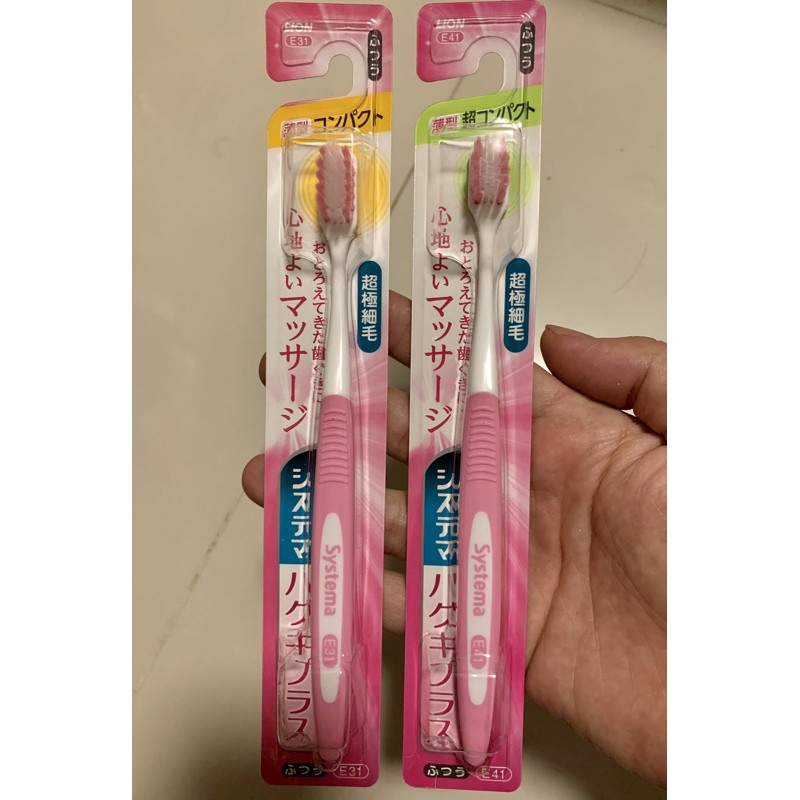 LION
E31
ふつう
薄型 コンパクト
超極細毛
おとろえてきた歯ぐきに
心地よいマッサージ
システマ
ハグキプラス
Systema
E31
ふつう E31
LION
E41
ふつう
薄型 超コンパクト
超極細毛
おとろえてきた歯ぐきに
心地よいマッサージ
システマ
ハグキプラス
Systema
E41
ふつう E41